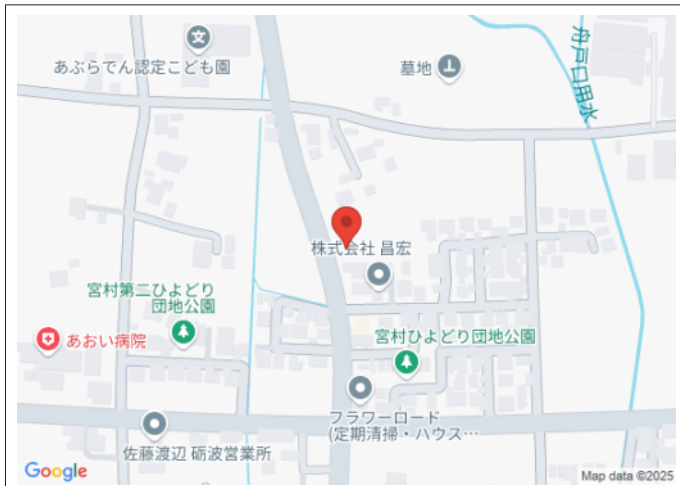 あぶらでん認定こども園
墓地
舟戸口用水
株式会社 昌宏
宮村第二ひよどり
団地公園
あおい病院
宮村ひよどり団地公園
フラワーロード
(定期清掃・ハウス…
佐藤渡辺 砺波営業所
Google
Map data ©2025